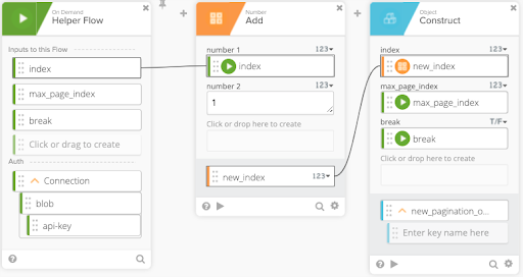 On Demand
Helper Flow
Inputs to this Flow
index
max_page_index
break
Click or drag to create
Auth
Connection
blob
api-key
Number
Add
number 1
123
index
number 2
123
1
Click or drop here to create
new_index
123
Object
Construct
index
123
new_index
max_page_index
123
max_page_index
break
T/F
break
Click or drop here to create
new_pagination_o...
Enter key name here